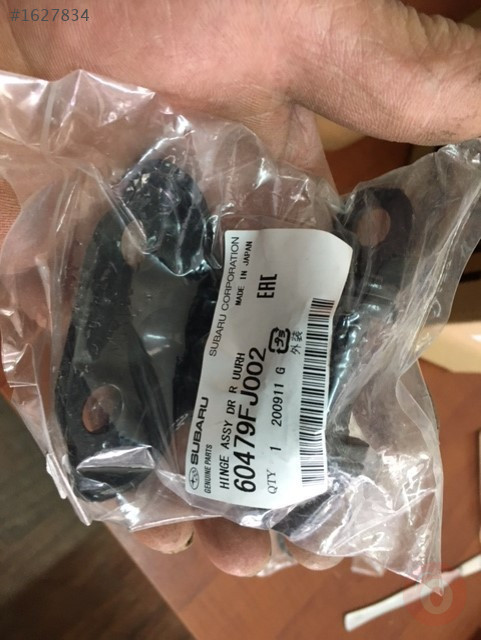 #1627834
SUBARU
GENUINE PARTS
SUBARU CORPORATION
MADE IN JAPAN
HINGE ASSY DR R UURH
60479FJ002
EAC
QTY 1 200911 G
外装